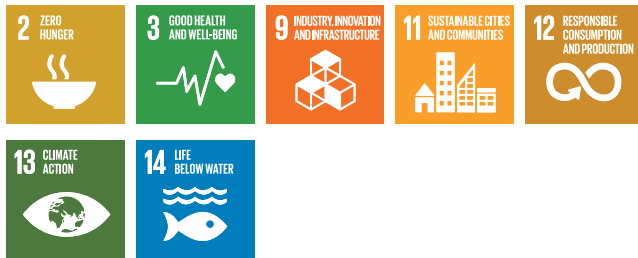 2 ZERO
HUNGER
3 GOOD HEALTH
AND WELL-BEING
9 INDUSTRY, INNOVATION
AND INFRASTRUCTURE
11 SUSTAINABLE CITIES
AND COMMUNITIES
12 RESPONSIBLE
CONSUMPTION
AND PRODUCTION
13 CLIMATE
ACTION
14 LIFE
BELOW WATER